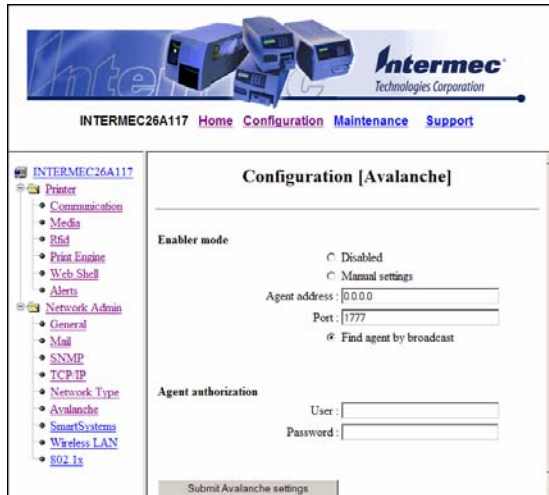 Intermec
Technologies Corporation
INTERMEC26A117 Home Configuration Maintenance Support
INTERMEC26A117
Printer
Communication
Media
Rfid
Print Engine
Web Shell
Alerts
Network Admin
General
Mail
SNMP
TCP/IP
Network Type
Avalanche
SmartSystems
Wireless LAN
802.1x
Configuration [Avalanche]
Enabler mode
Disabled
Manual settings
Agent address : 0.0.0.0
Port : 1777
Find agent by broadcast
Agent authorization
User :
Password :
Submit Avalanche settings